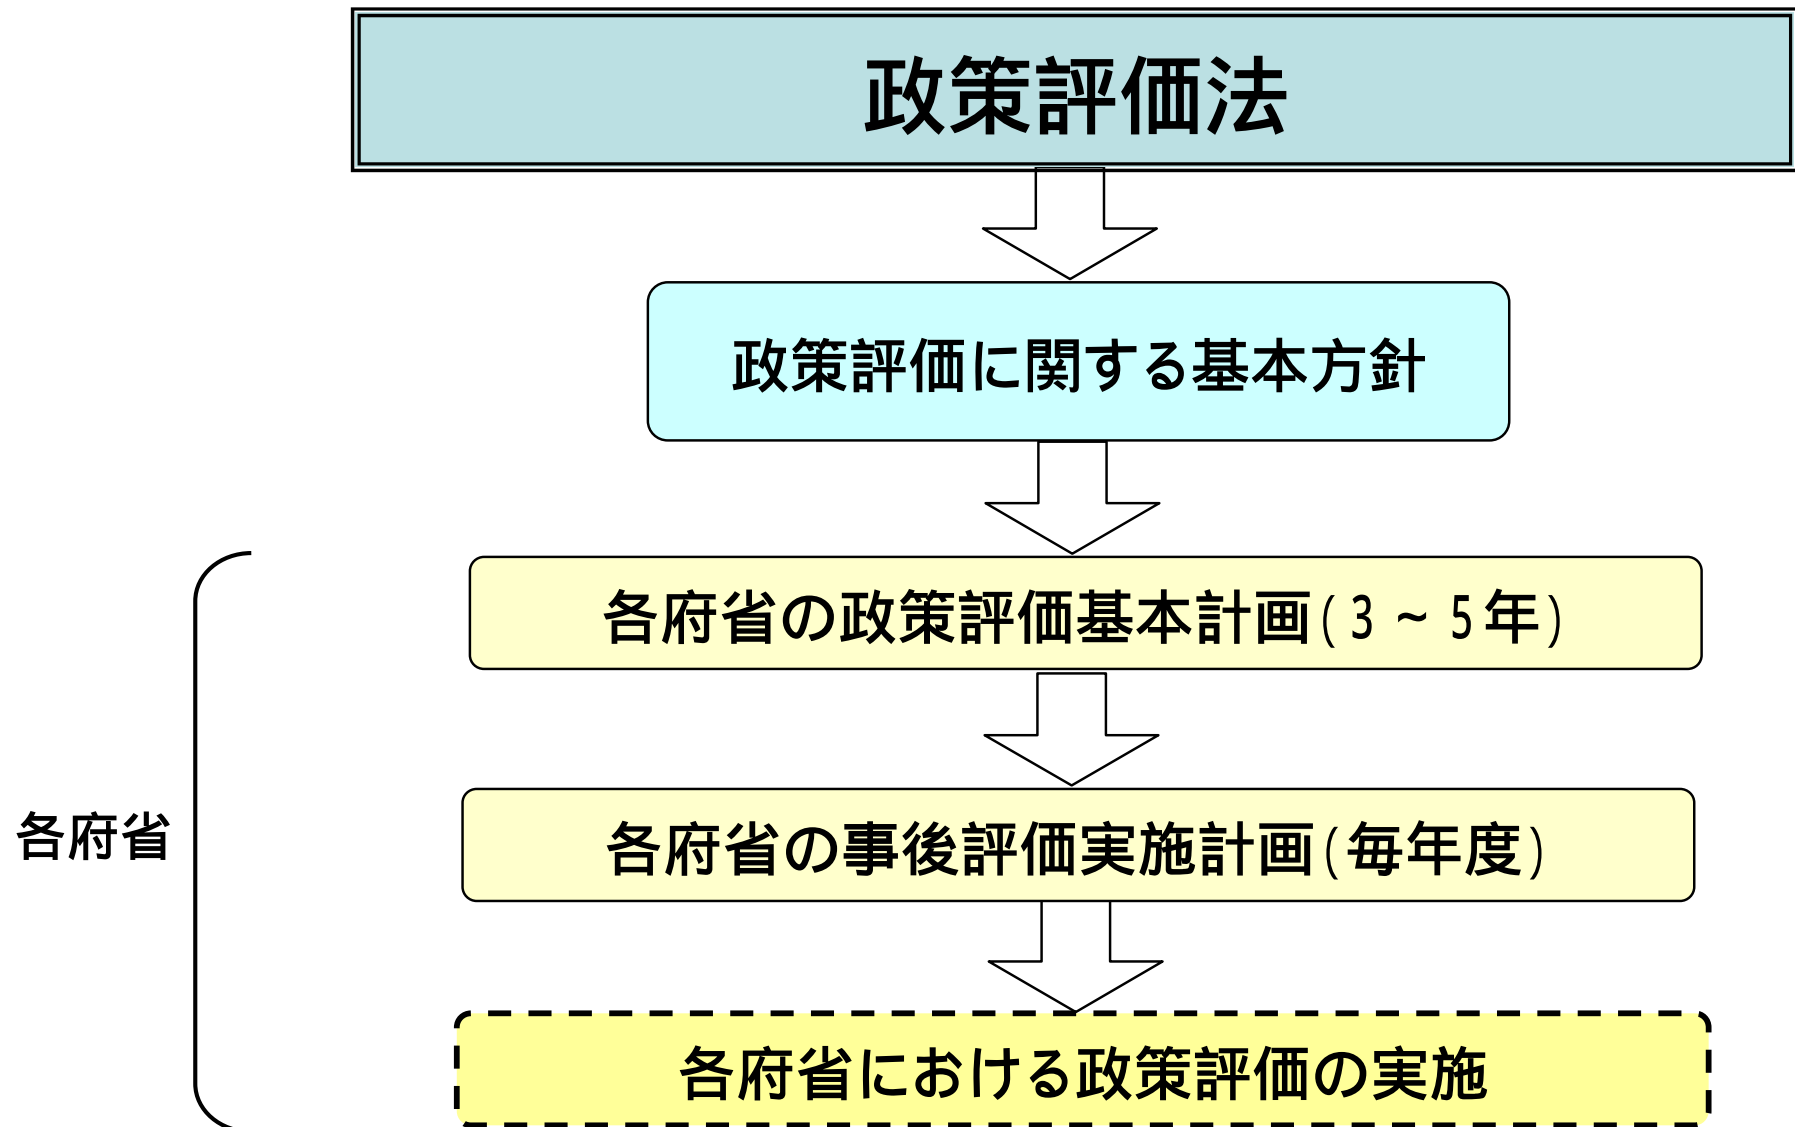 政策評価法
政策評価に関する基本方針
各府省の政策評価基本計画(3～5年)
各府省
各府省の事後評価実施計画(毎年度)
各府省における政策評価の実施